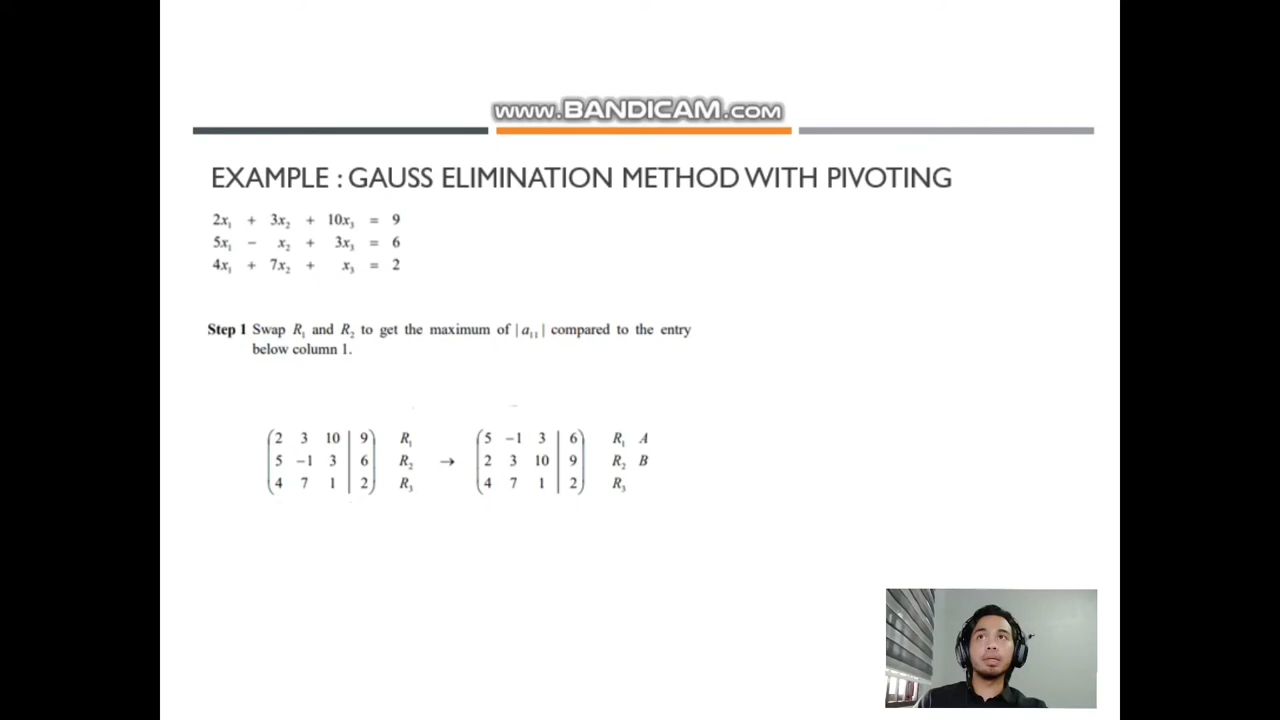 www.BANDICAM.com
EXAMPLE : GAUSS ELIMINATION METHOD WITH PIVOTING
2x₁ + 3x₂ + 10x₃ = 9
5x₁ − x₂ + 3x₃ = 6
4x₁ + 7x₂ + x₃ = 2
Step 1 Swap R₁ and R₂ to get the maximum of |a₁₁| compared to the entry
below column 1.
(2 3 10 | 9) R₁ (5 −1 3 | 6) R₁ A
(5 −1 3 | 6) R₂ → (2 3 10 | 9) R₂ B
(4 7 1 | 2) R₃ (4 7 1 | 2) R₃